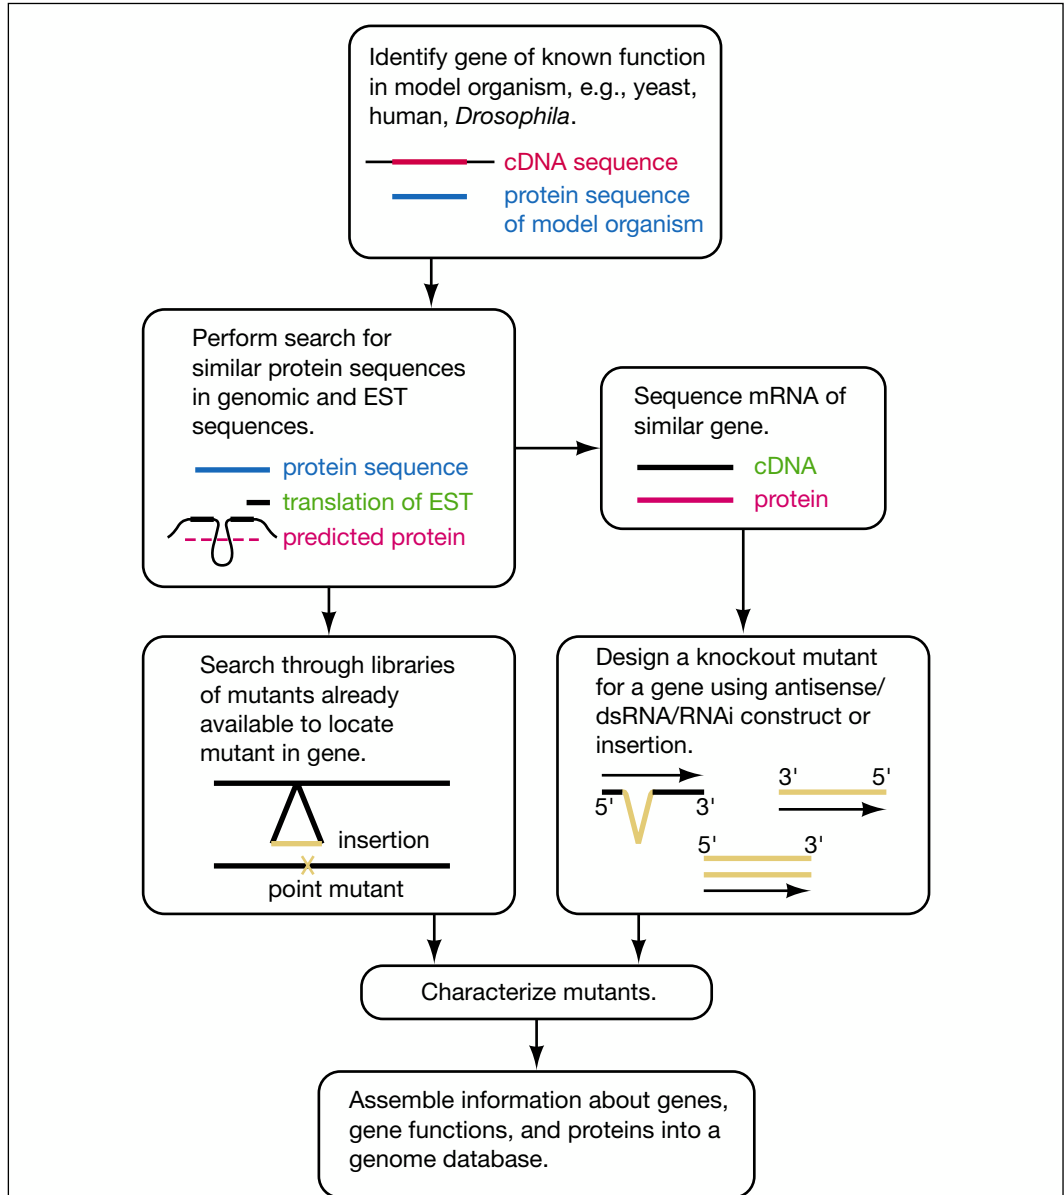 Identify gene of known function
in model organism, e.g., yeast,
human, Drosophila.
cDNA sequence
protein sequence
of model organism
Perform search for
similar protein sequences
in genomic and EST
sequences.
protein sequence
translation of EST
predicted protein
Sequence mRNA of
similar gene.
cDNA
protein
Search through libraries
of mutants already
available to locate
mutant in gene.
insertion
point mutant
Design a knockout mutant
for a gene using antisense/
dsRNA/RNAi construct or
insertion.
5' 3'
3' 5'
5' 3'
Characterize mutants.
Assemble information about genes,
gene functions, and proteins into a
genome database.